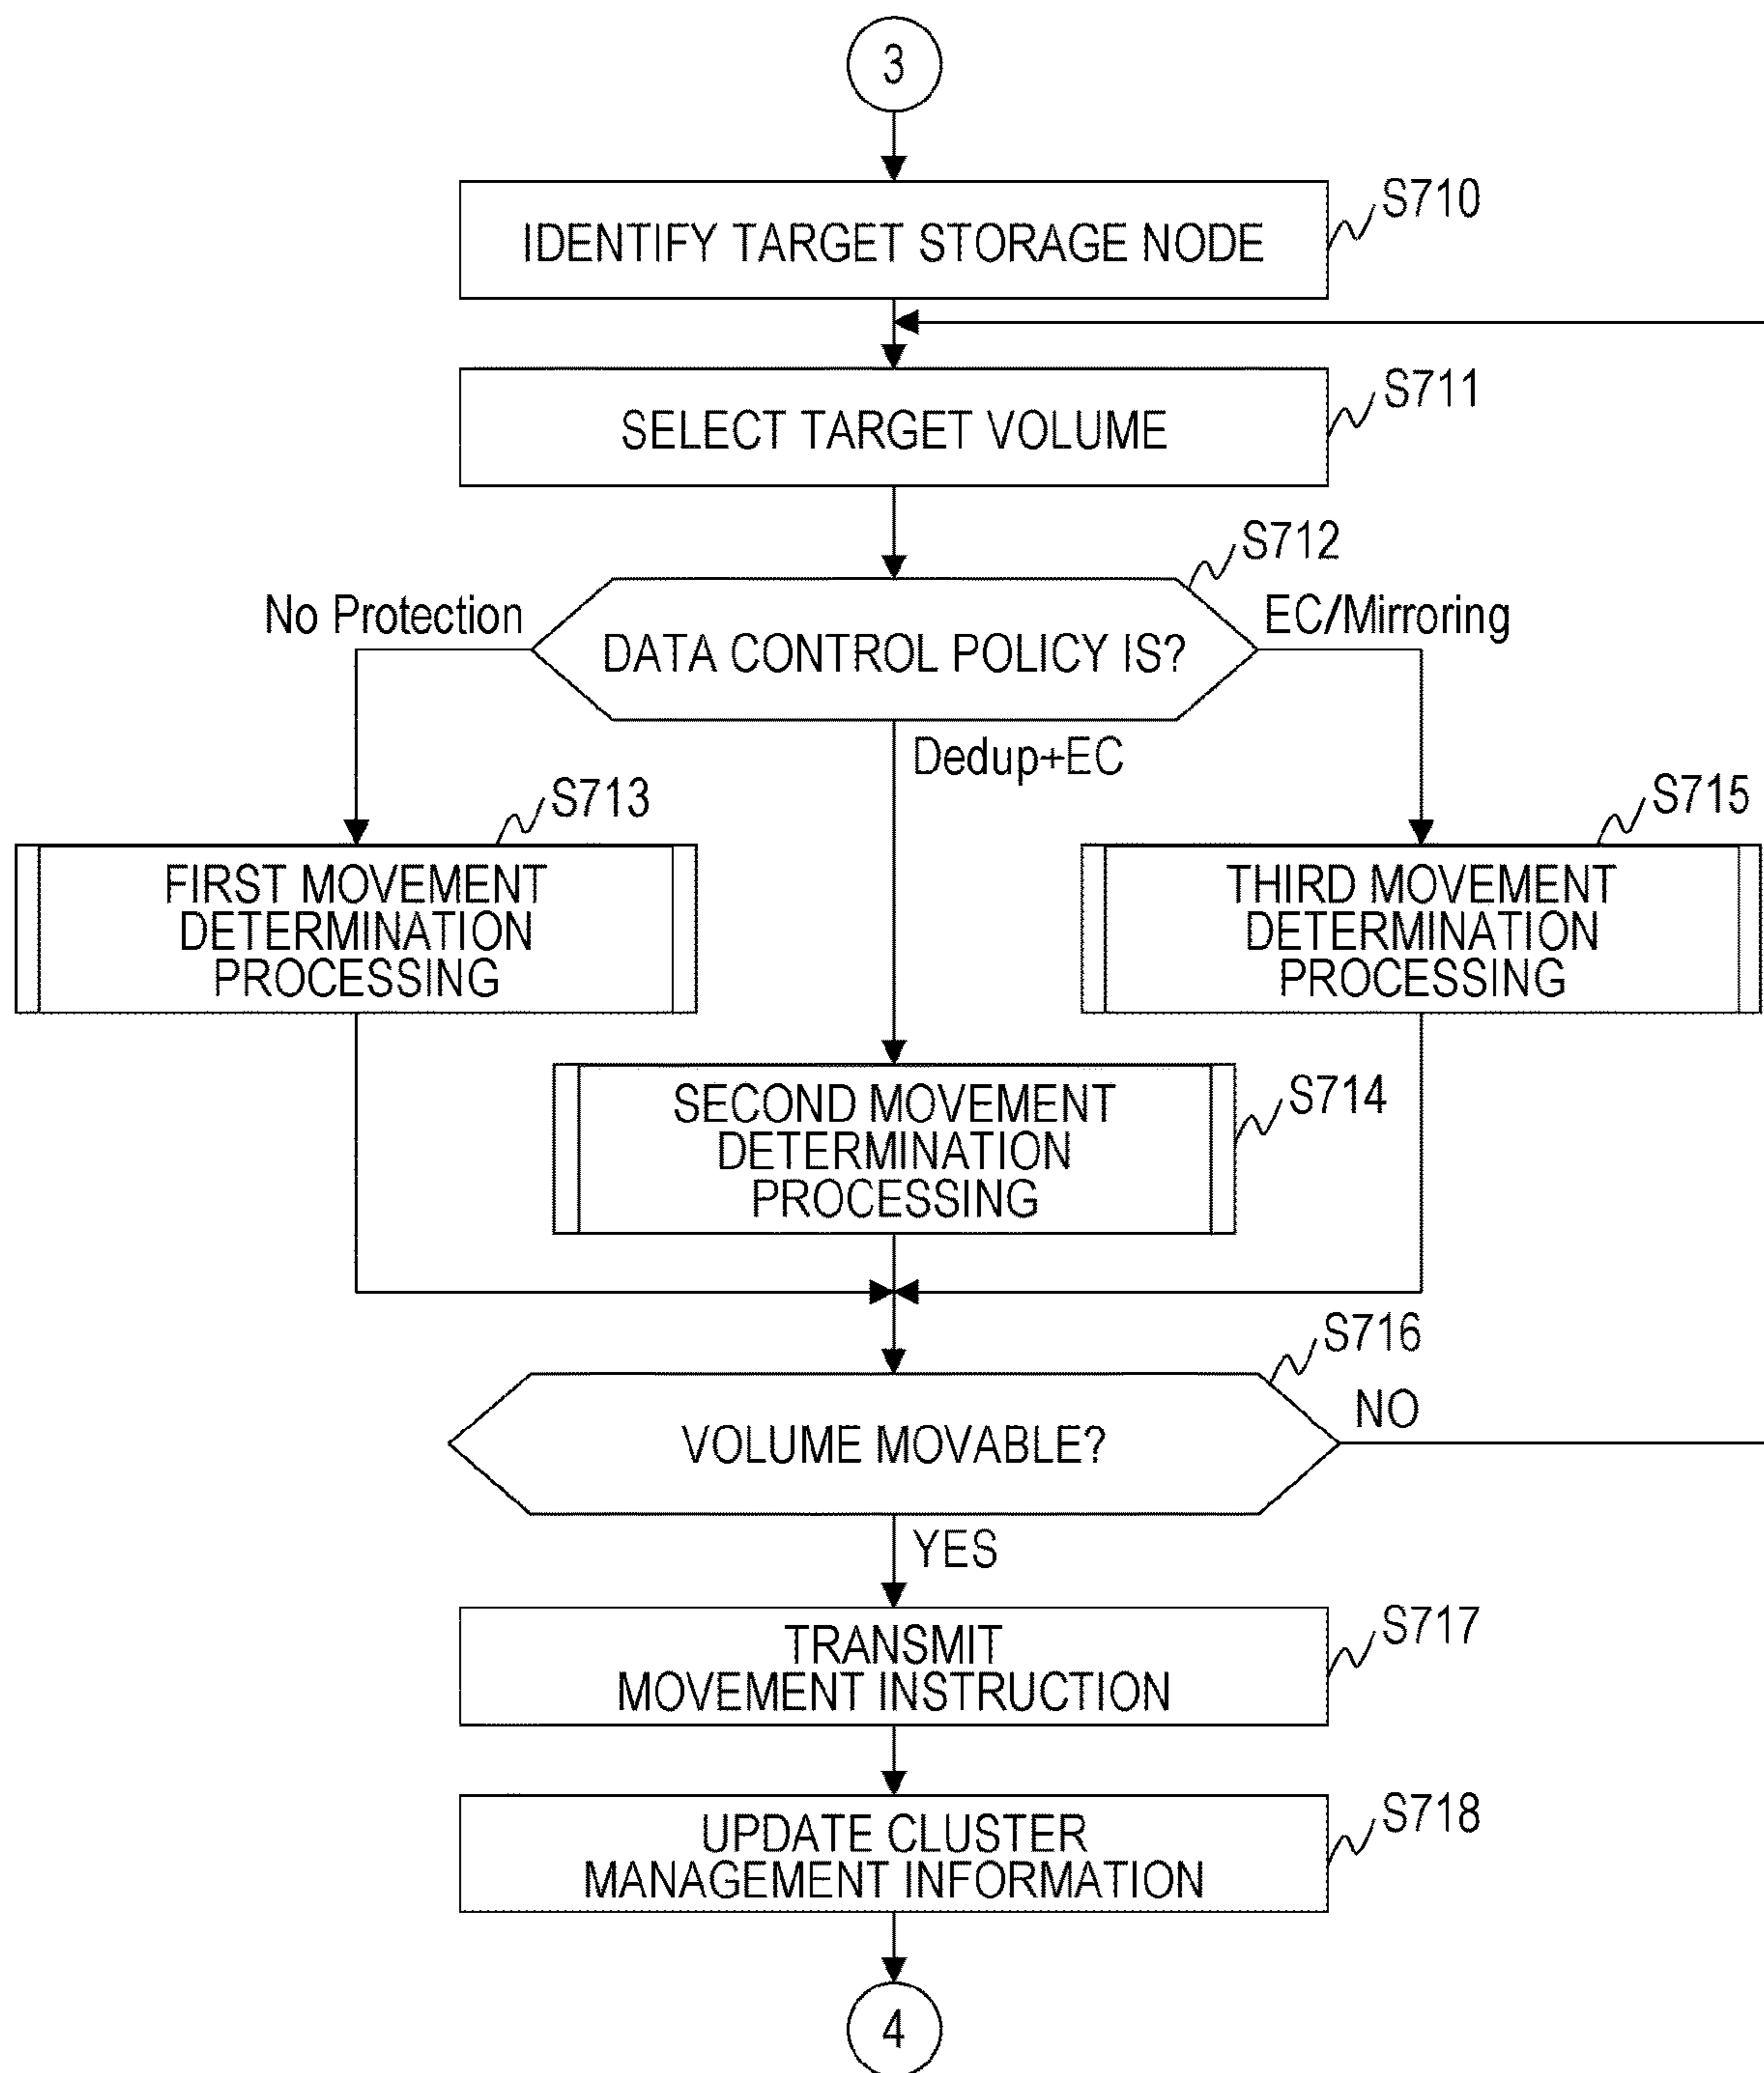 3
S710
IDENTIFY TARGET STORAGE NODE
S711
SELECT TARGET VOLUME
S712
No Protection
EC/Mirroring
DATA CONTROL POLICY IS?
Dedup+EC
S713
S715
FIRST MOVEMENT
DETERMINATION
PROCESSING
THIRD MOVEMENT
DETERMINATION
PROCESSING
S714
SECOND MOVEMENT
DETERMINATION
PROCESSING
S716
NO
VOLUME MOVABLE?
YES
S717
TRANSMIT
MOVEMENT INSTRUCTION
S718
UPDATE CLUSTER
MANAGEMENT INFORMATION
4